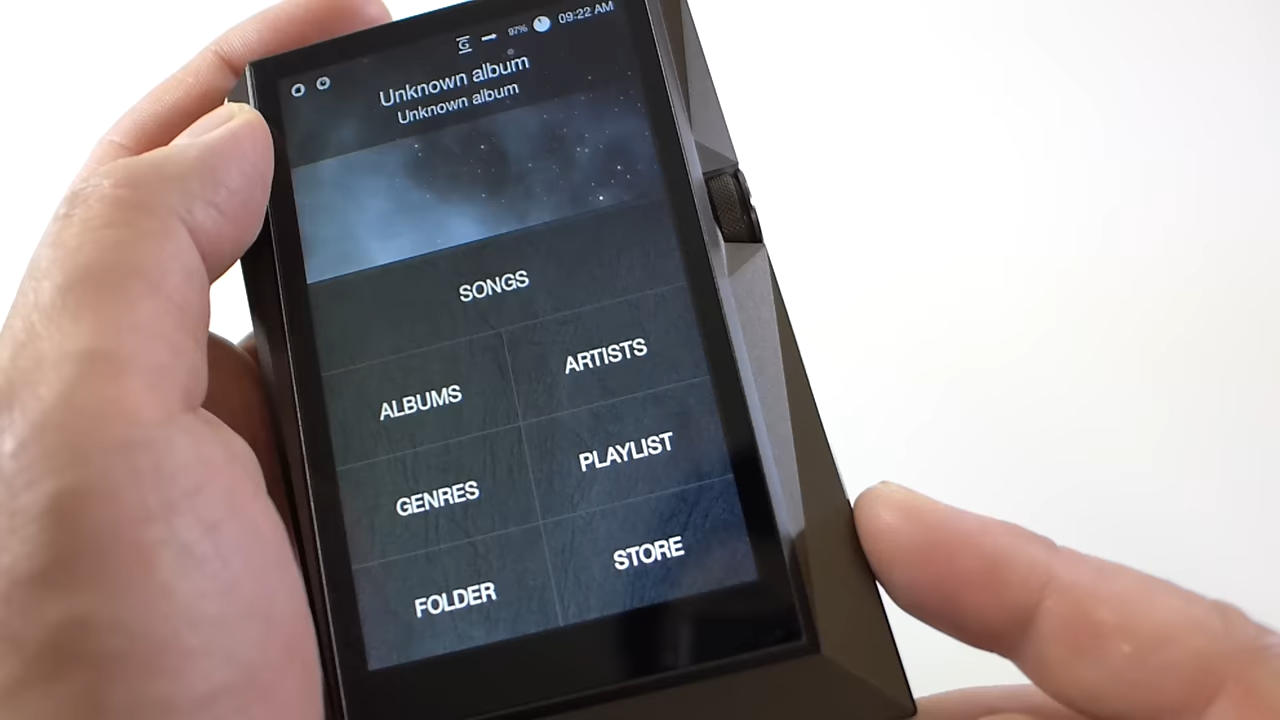 G 97% 09:22 AM
Unknown album
Unknown album
SONGS
ALBUMS ARTISTS
GENRES PLAYLIST
FOLDER STORE